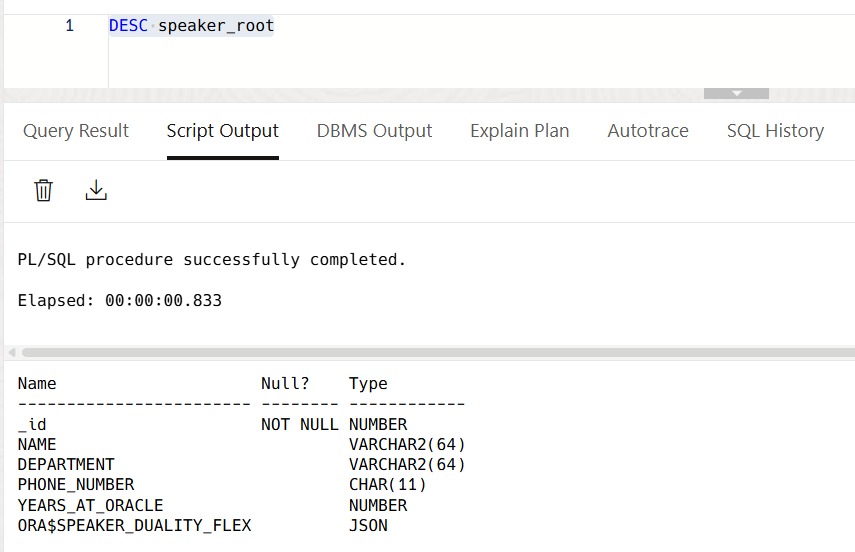 1 DESC speaker_root
Query Result Script Output DBMS Output Explain Plan Autotrace SQL History
PL/SQL procedure successfully completed.
Elapsed: 00:00:00.833
Name Null? Type
------------------------ -------- ------------
_id NOT NULL NUMBER
NAME VARCHAR2(64)
DEPARTMENT VARCHAR2(64)
PHONE_NUMBER CHAR(11)
YEARS_AT_ORACLE NUMBER
ORA$SPEAKER_DUALITY_FLEX JSON